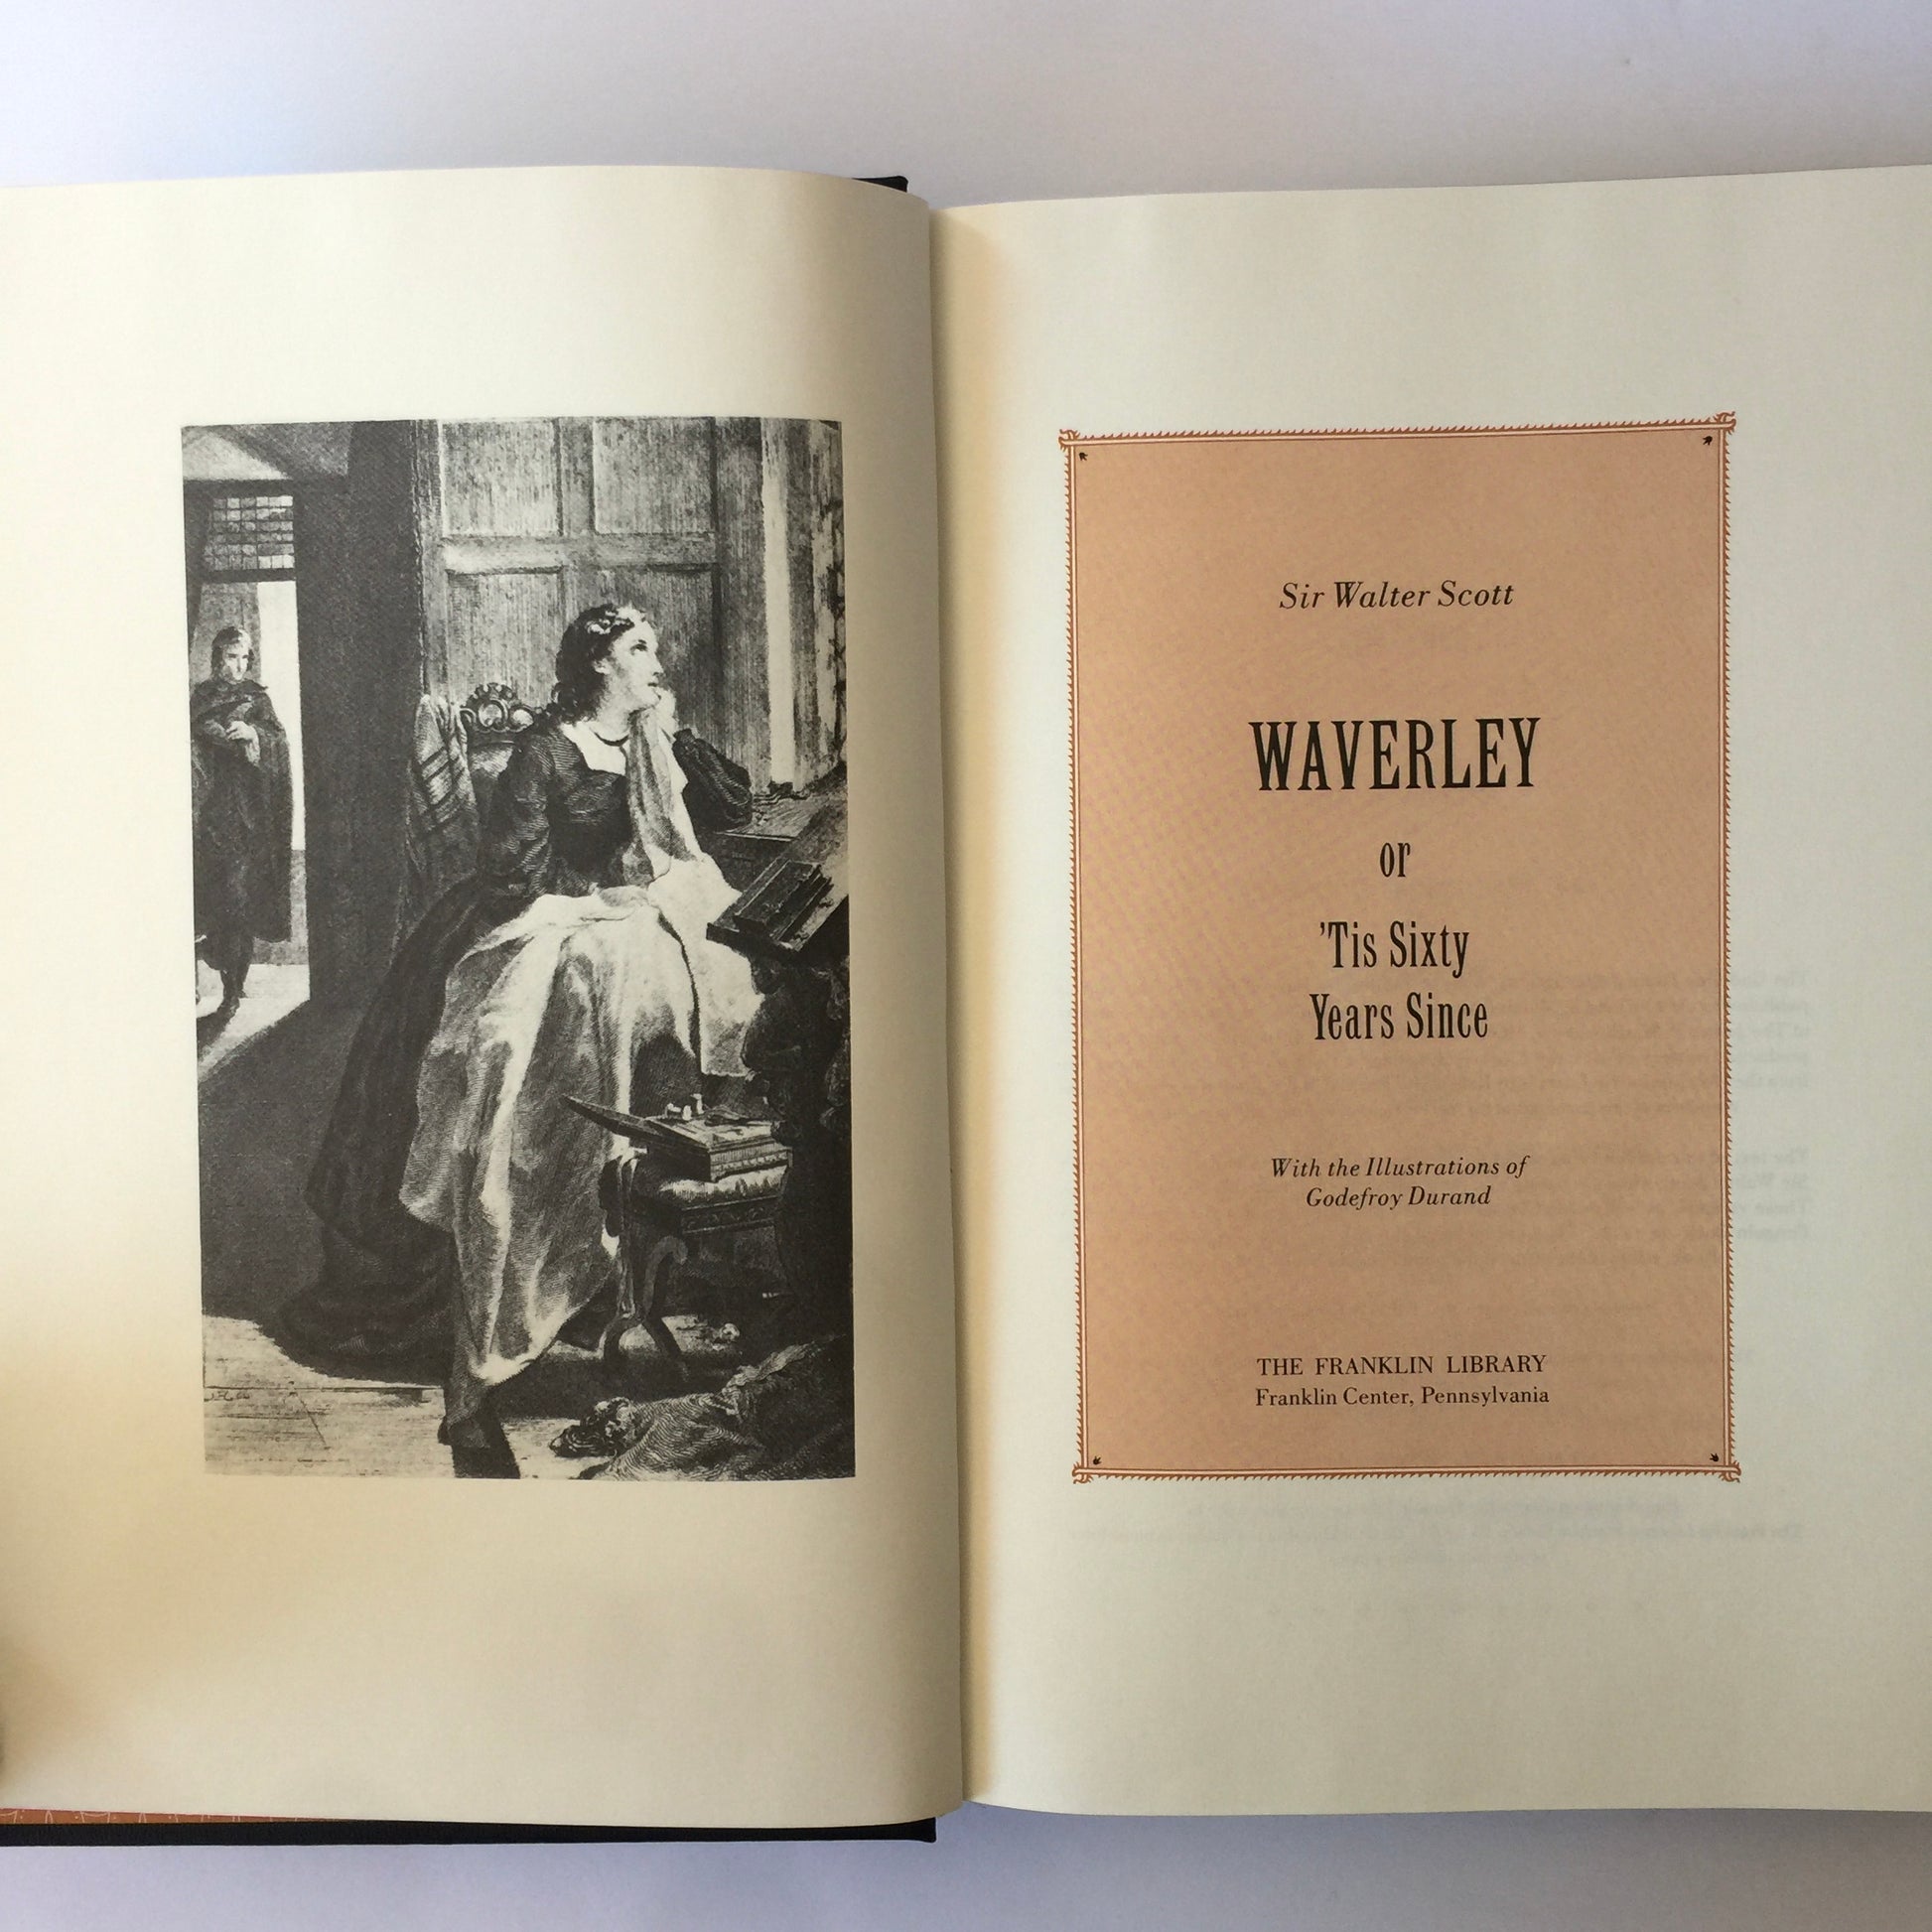 Sir Walter Scott
WAVERLEY
or
’Tis Sixty
Years Since
With the Illustrations of
Godefroy Durand
THE FRANKLIN LIBRARY
Franklin Center, Pennsylvania